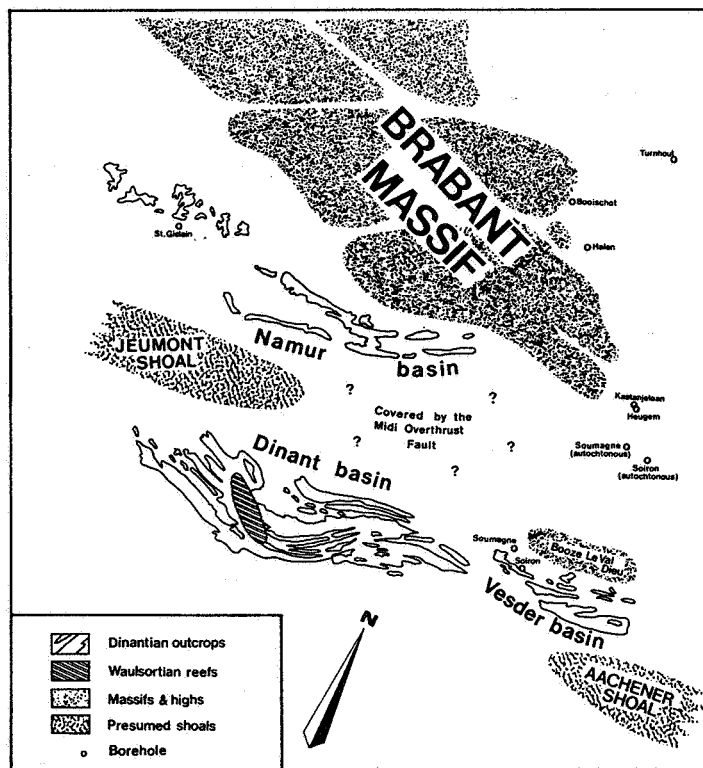 BRABANT
MASSIF
Turnhout
Booischot
Halen
St.Gislain
JEUMONT
SHOAL
Namur
basin
Kastanjelaan
Heugem
Covered by the
Midi Overthrust
Fault
?
?
?
?
?
Soumagne
(autochtonous)
Soiron
(autochtonous)
Dinant basin
Soumagne
Soiron
Booze Le Val
Dieu
Vesder basin
AACHENER
SHOAL
N
Dinantian outcrops
Waulsortian reefs
Massifs & highs
Presumed shoals
Borehole